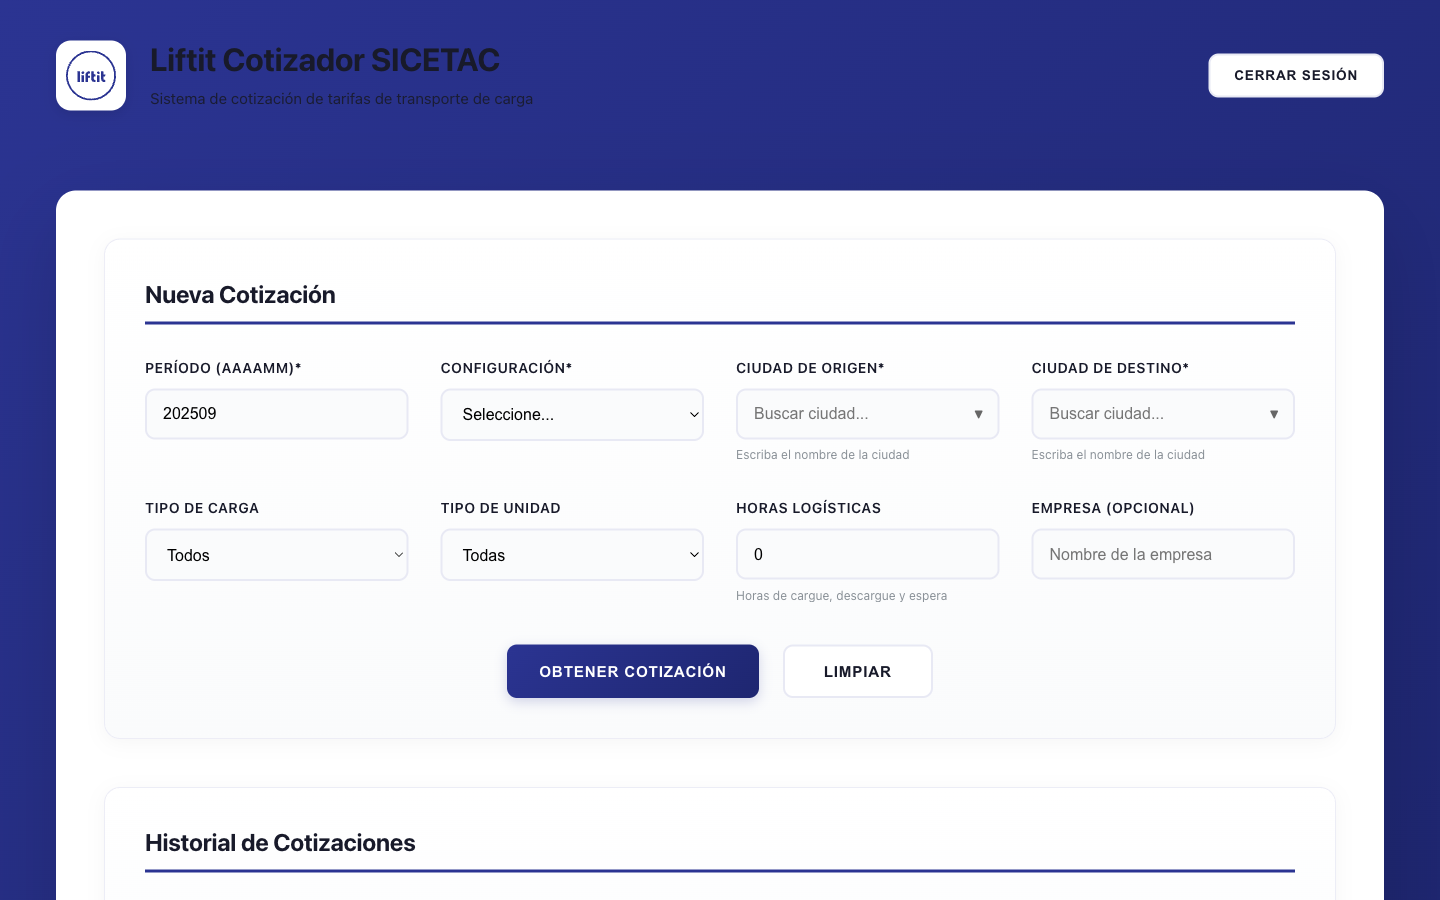 liftit
Liftit Cotizador SICETAC
Sistema de cotización de tarifas de transporte de carga
CERRAR SESIÓN
Nueva Cotización
PERÍODO (AAAAMM)*
CONFIGURACIÓN*
CIUDAD DE ORIGEN*
CIUDAD DE DESTINO*
202509
Seleccione...
Buscar ciudad...
Buscar ciudad...
Escriba el nombre de la ciudad
Escriba el nombre de la ciudad
TIPO DE CARGA
TIPO DE UNIDAD
HORAS LOGÍSTICAS
EMPRESA (OPCIONAL)
Todos
Todas
0
Nombre de la empresa
Horas de cargue, descargue y espera
OBTENER COTIZACIÓN
LIMPIAR
Historial de Cotizaciones